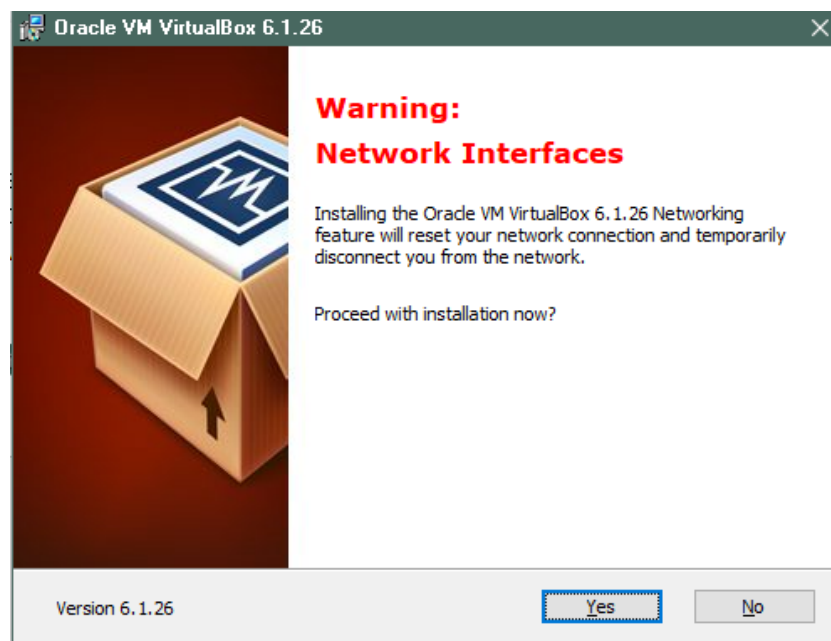 Oracle VM VirtualBox 6.1.26
Warning:
Network Interfaces
Installing the Oracle VM VirtualBox 6.1.26 Networking
feature will reset your network connection and temporarily
disconnect you from the network.
Proceed with installation now?
Version 6.1.26
Yes
No